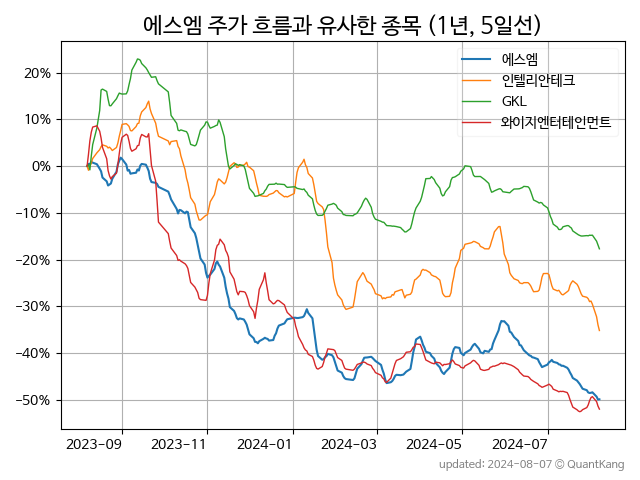 에스엠 주가 흐름과 유사한 종목 (1년, 5일선)
에스엠
인텔리안테크
GKL
와이지엔터테인먼트
20%
10%
0%
−10%
−20%
−30%
−40%
−50%
2023-09 2023-11 2024-01 2024-03 2024-05 2024-07
updated: 2024-08-07 © QuantKang